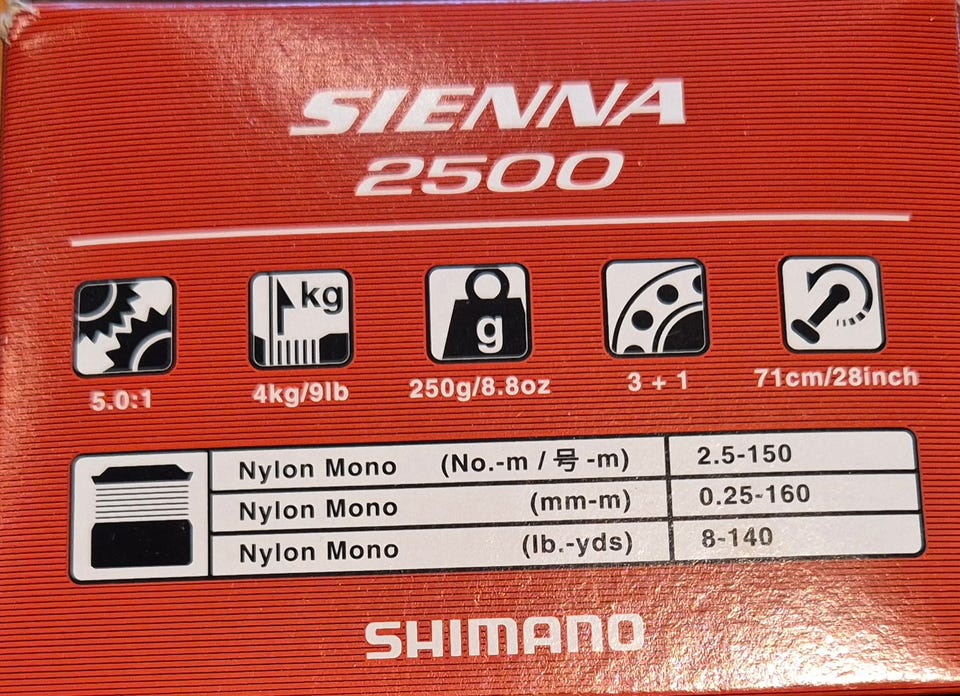 SIENNA
2500
kg
g
5.0:1 4kg/9lb 250g/8.8oz 3 + 1 71cm/28inch
Nylon Mono (No.-m / 号 -m) 2.5-150
Nylon Mono (mm-m) 0.25-160
Nylon Mono (lb.-yds) 8-140
SHIMANO